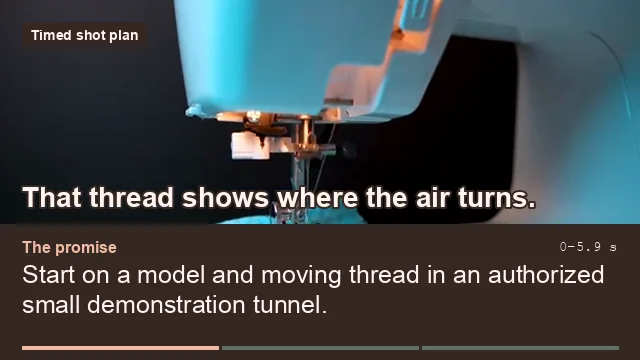 Timed shot plan
That thread shows where the air turns.
The promise
0–5.9 s
Start on a model and moving thread in an authorized
small demonstration tunnel.